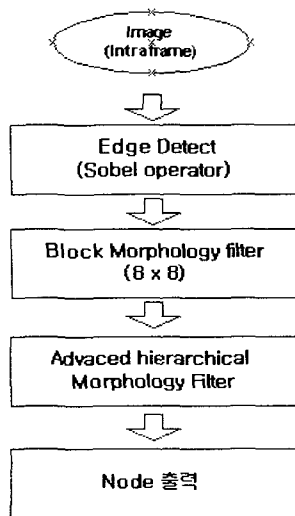 Image
(Intraframe)
Edge Detect
(Sobel operator)
Block Morphology filter
(8 x 8)
Advaced hierarchical
Morphology Filter
Node 출력